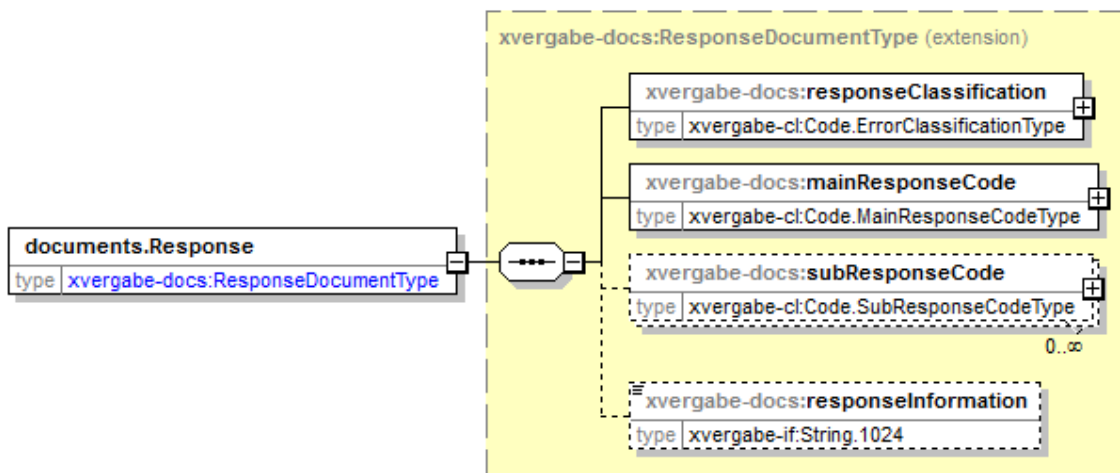 xvergabe-docs:ResponseDocumentType (extension)
xvergabe-docs:responseClassification
type xvergabe-cl:Code.ErrorClassificationType
xvergabe-docs:mainResponseCode
type xvergabe-cl:Code.MainResponseCodeType
documents.Response
type xvergabe-docs:ResponseDocumentType
xvergabe-docs:subResponseCode
type xvergabe-cl:Code.SubResponseCodeType
0..∞
xvergabe-docs:responseInformation
type xvergabe-if:String.1024